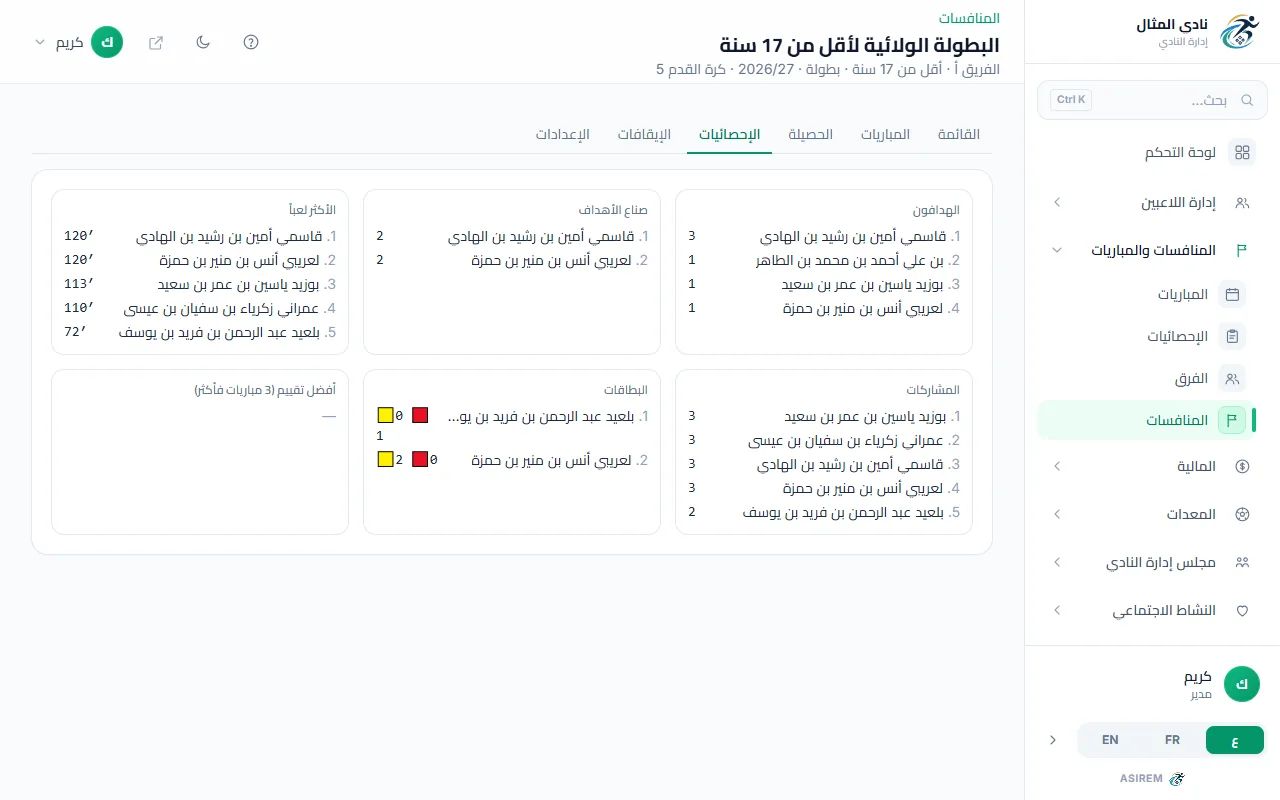 نادي المثال
إدارة النادي
بحث...
Ctrl K
لوحة التحكم
إدارة اللاعبين
المنافسات والمباريات
المباريات
الإحصائيات
الفرق
المنافسات
المالية
المعدات
مجلس إدارة النادي
النشاط الاجتماعي
ك
كريم
مدير
ع
FR
EN
ASIREM
المنافسات
البطولة الولائية لأقل من 17 سنة
الفريق أ · أقل من 17 سنة · بطولة · 2026/27 · كرة القدم 5
ك
كريم
القائمة
المباريات
الحصيلة
الإحصائيات
الإيقافات
الإعدادات
الهدافون
1. قاسمي أمين بن رشيد بن الهادي 3
2. بن علي أحمد بن محمد بن الطاهر 1
3. بوزيد ياسين بن عمر بن سعيد 1
4. لعريبي أنس بن منير بن حمزة 1
صناع الأهداف
1. قاسمي أمين بن رشيد بن الهادي 2
2. لعريبي أنس بن منير بن حمزة 2
الأكثر لعباً
1. قاسمي أمين بن رشيد بن الهادي 120′
2. لعريبي أنس بن منير بن حمزة 120′
3. بوزيد ياسين بن عمر بن سعيد 113′
4. عمراني زكرياء بن سفيان بن عيسى 110′
5. بلعيد عبد الرحمن بن فريد بن يوسف 72′
المشاركات
1. بوزيد ياسين بن عمر بن سعيد 3
2. عمراني زكرياء بن سفيان بن عيسى 3
3. قاسمي أمين بن رشيد بن الهادي 3
4. لعريبي أنس بن منير بن حمزة 3
5. بلعيد عبد الرحمن بن فريد بن يوسف 2
البطاقات
1. بلعيد عبد الرحمن بن فريد بن يو... 🟨0 🟥
1
2. لعريبي أنس بن منير بن حمزة 🟨2 🟥0
أفضل تقييم (3 مباريات فأكثر)
—